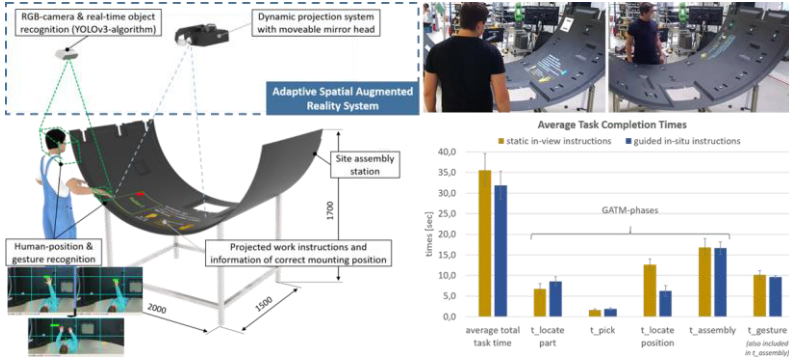 RGB-camera & real-time object
recognition (YOLOv3-algorithm)
Dynamic projection system
with moveable mirror head
Adaptive Spatial Augmented
Reality System
Site assembly
station
1700
Human-position &
gesture recognition
Projected work instructions and
information of correct mounting position
2000
1500
Average Task Completion Times
static in-view instructions
guided in-situ instructions
GATM-phases
times [sec]
40,0
35,0
30,0
25,0
20,0
15,0
10,0
5,0
0,0
average total
task time
t_locate
part
t_pick
t_locate
position
t_assembly
t_gesture
(also included
in t_assembly)